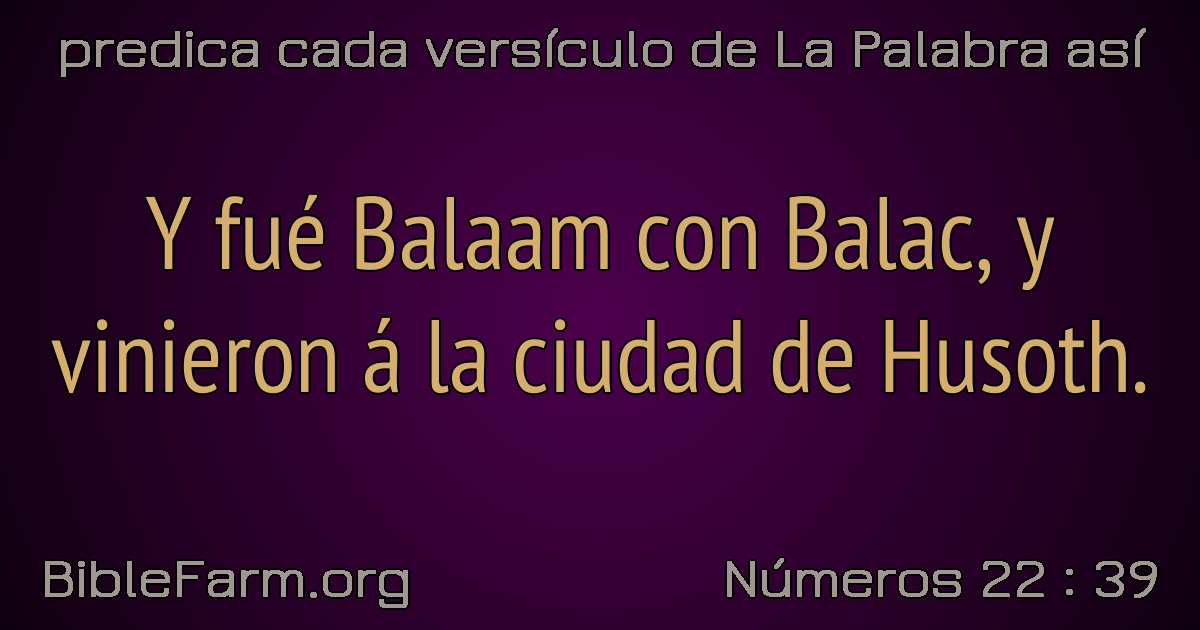 predica cada versículo de La Palabra así
Y fué Balaam con Balac, y
vinieron á la ciudad de Husoth.
BibleFarm.org
Números 22 : 39